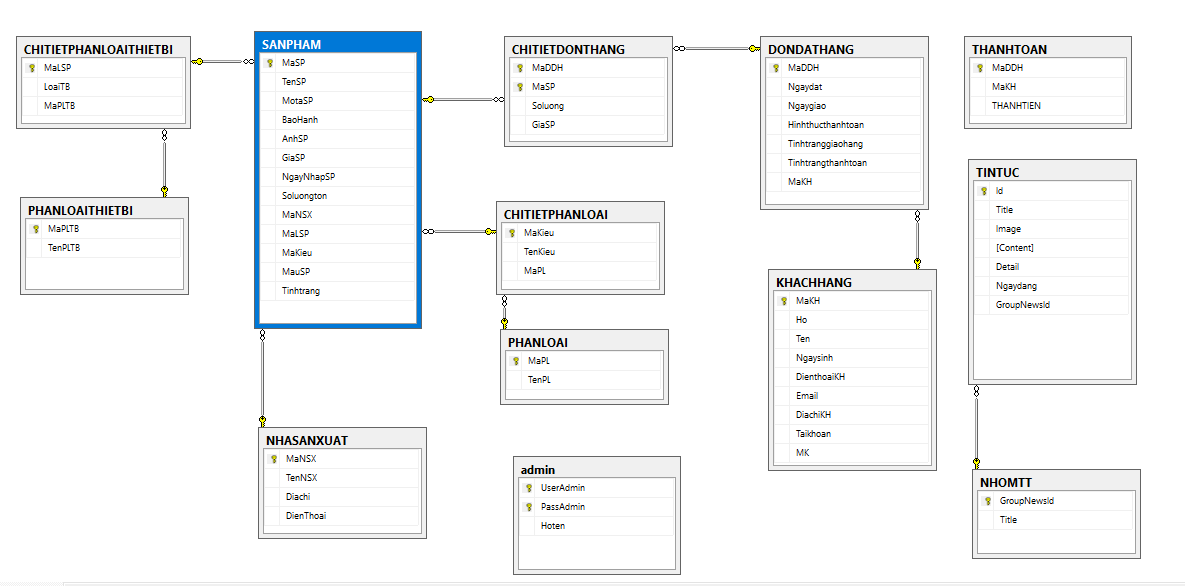 CHITIETPHANLOAITHIETBI
MaLSP
LoaiTB
MaPLTB
PHANLOAITHIETBI
MaPLTB
TenPLTB
SANPHAM
MaSP
TenSP
MotaSP
BaoHanh
AnhSP
GiaSP
NgayNhapSP
Soluongton
MaNSX
MaLSP
MaKieu
MauSP
Tinhtrang
NHASANXUAT
MaNSX
TenNSX
Diachi
DienThoai
CHITIETDONTHANG
MaDDH
MaSP
Soluong
GiaSP
CHITIETPHANLOAI
MaKieu
TenKieu
MaPL
PHANLOAI
MaPL
TenPL
admin
UserAdmin
PassAdmin
Hoten
DONDATHANG
MaDDH
Ngaydat
Ngaygiao
Hinhthucthanhtoan
Tinhtranggiaohang
Tinhtrangthanhtoan
MaKH
KHACHHANG
MaKH
Ho
Ten
Ngaysinh
DienthoaiKH
Email
DiachiKH
Taikhoan
MK
THANHTOAN
MaDDH
MaKH
THANHTIEN
TINTUC
Id
Title
Image
[Content]
Detail
Ngaydang
GroupNewsId
NHOMTT
GroupNewsId
Title